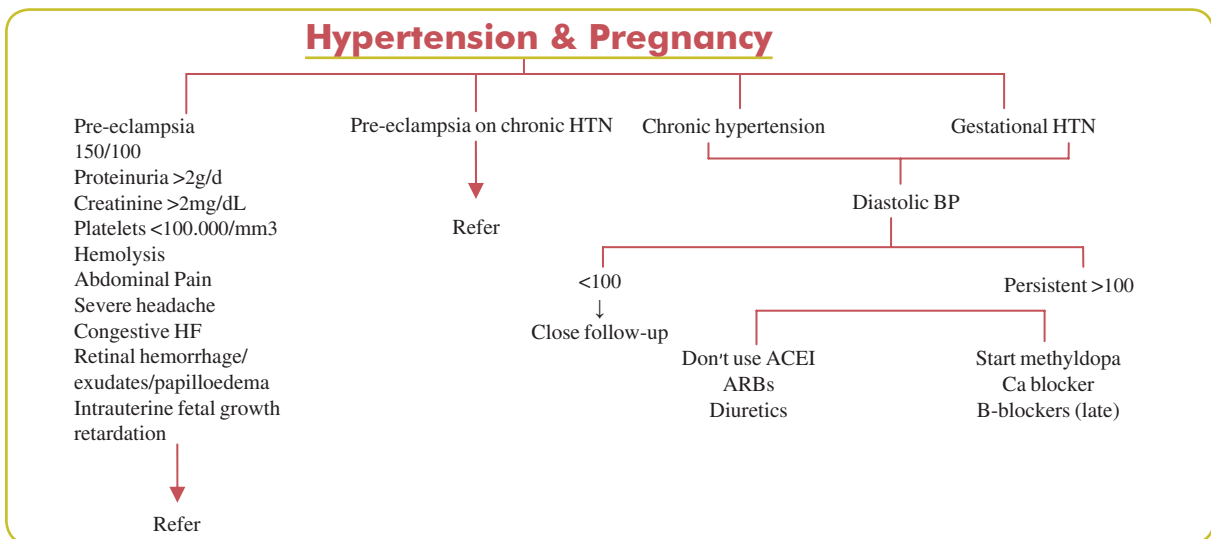 Hypertension & Pregnancy
Pre-eclampsia
150/100
Proteinuria >2g/d
Creatinine >2mg/dL
Platelets <100.000/mm3
Hemolysis
Abdominal Pain
Severe headache
Congestive HF
Retinal hemorrhage/
exudates/papilloedema
Intrauterine fetal growth
retardation
Refer
Pre-eclampsia on chronic HTN
Refer
Chronic hypertension
Gestational HTN
Diastolic BP
<100
↓
Close follow-up
Persistent >100
Don't use ACEI
ARBs
Diuretics
Start methyldopa
Ca blocker
B-blockers (late)